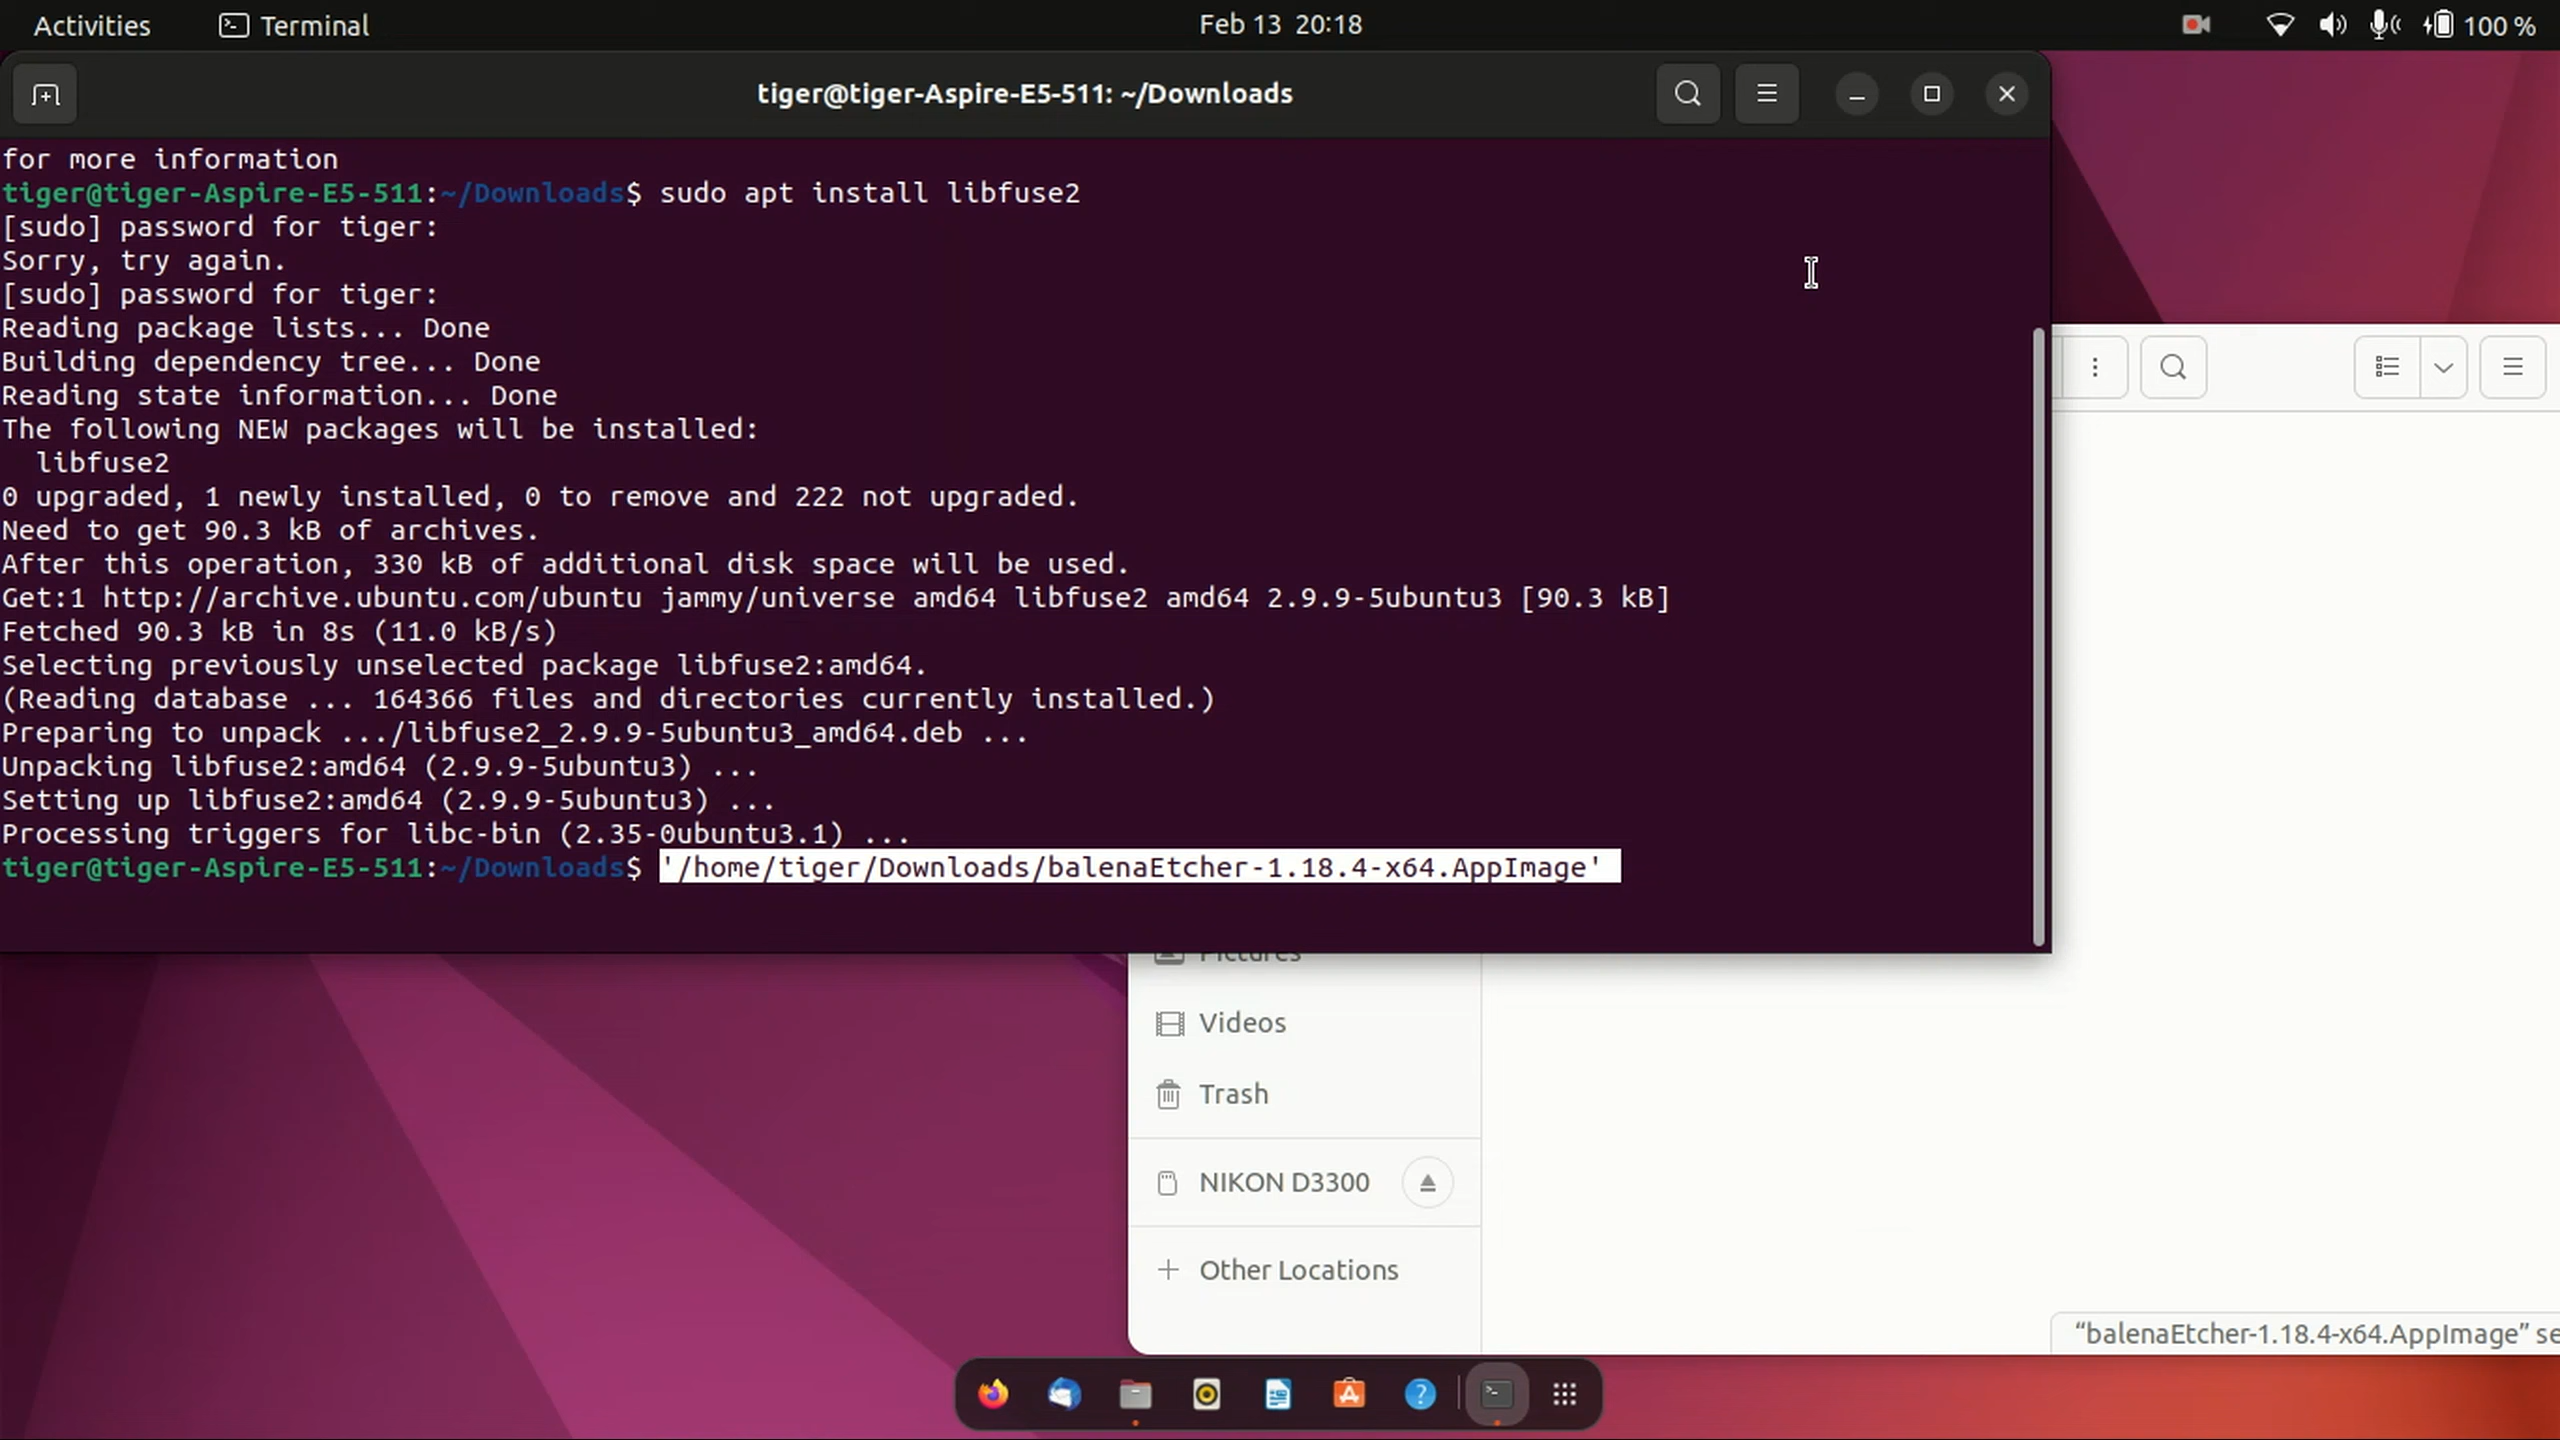 Activities
Terminal
Feb 13 20:18
100 %
tiger@tiger-Aspire-E5-511: ~/Downloads
for more information
tiger@tiger-Aspire-E5-511:~/Downloads$ sudo apt install libfuse2
[sudo] password for tiger:
Sorry, try again.
[sudo] password for tiger:
Reading package lists... Done
Building dependency tree... Done
Reading state information... Done
The following NEW packages will be installed:
  libfuse2
0 upgraded, 1 newly installed, 0 to remove and 222 not upgraded.
Need to get 90.3 kB of archives.
After this operation, 330 kB of additional disk space will be used.
Get:1 http://archive.ubuntu.com/ubuntu jammy/universe amd64 libfuse2 amd64 2.9.9-5ubuntu3 [90.3 kB]
Fetched 90.3 kB in 8s (11.0 kB/s)
Selecting previously unselected package libfuse2:amd64.
(Reading database ... 164366 files and directories currently installed.)
Preparing to unpack .../libfuse2_2.9.9-5ubuntu3_amd64.deb ...
Unpacking libfuse2:amd64 (2.9.9-5ubuntu3) ...
Setting up libfuse2:amd64 (2.9.9-5ubuntu3) ...
Processing triggers for libc-bin (2.35-0ubuntu3.1) ...
tiger@tiger-Aspire-E5-511:~/Downloads$ '/home/tiger/Downloads/balenaEtcher-1.18.4-x64.AppImage'
Pictures
Videos
Trash
NIKON D3300
Other Locations
“balenaEtcher-1.18.4-x64.AppImage” se